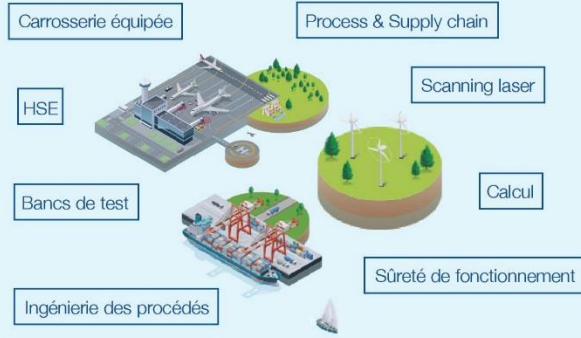 Carrosserie équipée
Process & Supply chain
Scanning laser
HSE
Bancs de test
Calcul
Sûreté de fonctionnement
Ingénierie des procédés